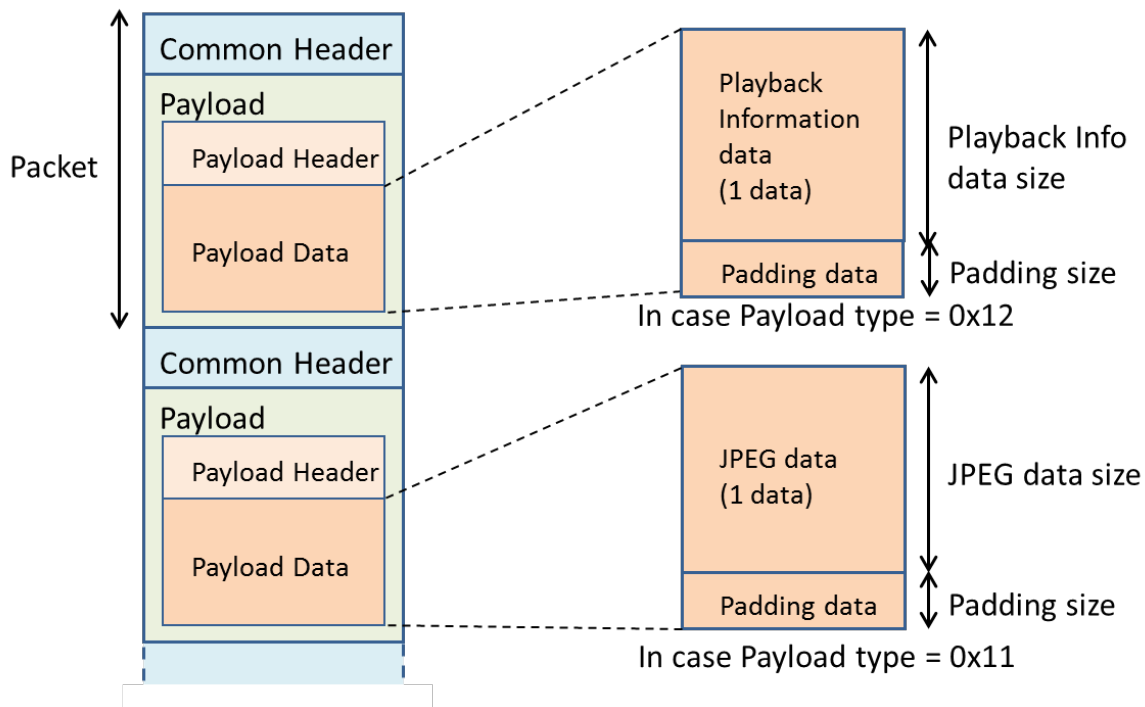 Packet
Common Header
Payload
Payload Header
Payload Data
Playback
Information
data
(1 data)
Padding data
Playback Info
data size
Padding size
In case Payload type = 0x12
Common Header
Payload
Payload Header
Payload Data
JPEG data
(1 data)
Padding data
JPEG data size
Padding size
In case Payload type = 0x11